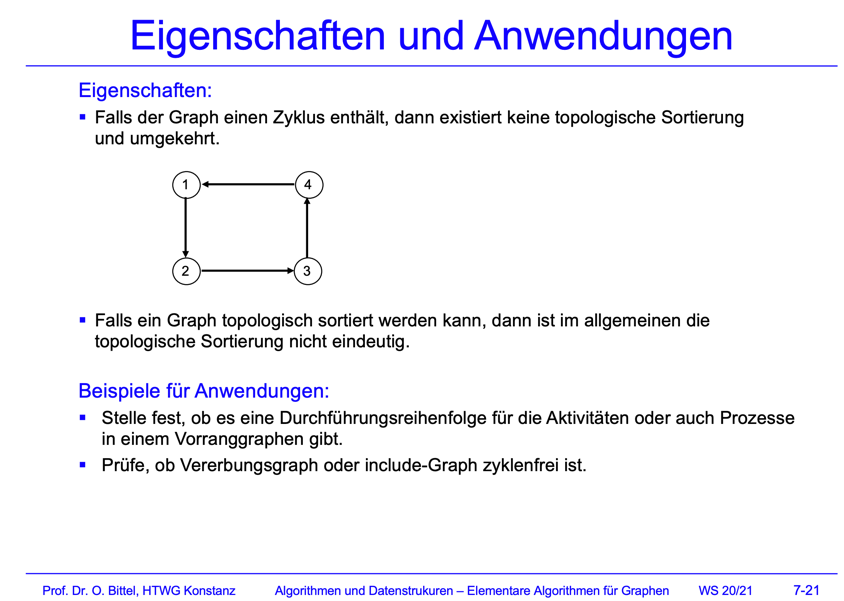 Eigenschaften und Anwendungen
Eigenschaften:
▪ Falls der Graph einen Zyklus enthält, dann existiert keine topologische Sortierung
und umgekehrt.
1 4
2 3
▪ Falls ein Graph topologisch sortiert werden kann, dann ist im allgemeinen die
topologische Sortierung nicht eindeutig.
Beispiele für Anwendungen:
▪ Stelle fest, ob es eine Durchführungsreihenfolge für die Aktivitäten oder auch Prozesse
in einem Vorranggraphen gibt.
▪ Prüfe, ob Vererbungsgraph oder include-Graph zyklenfrei ist.
Prof. Dr. O. Bittel, HTWG Konstanz Algorithmen und Datenstrukuren – Elementare Algorithmen für Graphen WS 20/21 7-21